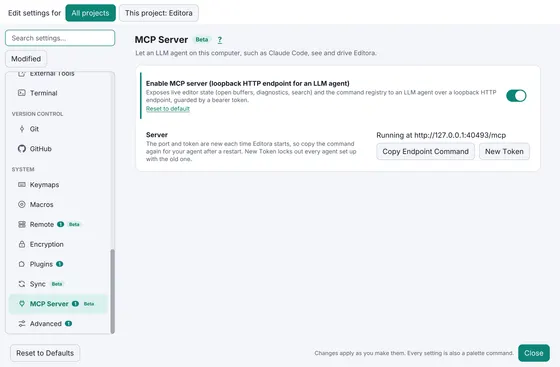 Edit settings for All projects This project: Editora
Search settings...
Modified
External Tools
Terminal
VERSION CONTROL
Git
GitHub
SYSTEM
Keymaps
Macros
Remote 1 Beta
Encryption
Plugins 1
Sync Beta
MCP Server 1 Beta
Advanced 1
MCP Server Beta ?
Let an LLM agent on this computer, such as Claude Code, see and drive Editora.
Enable MCP server (loopback HTTP endpoint for an LLM agent)
Exposes live editor state (open buffers, diagnostics, search) and the command registry to an LLM agent over a loopback HTTP
endpoint, guarded by a bearer token.
Reset to default
Server
The port and token are new each time Editora starts, so copy the command
again for your agent after a restart. New Token locks out every agent set up
with the old one.
Running at http://127.0.0.1:40493/mcp
Copy Endpoint Command New Token
Reset to Defaults
Changes apply as you make them. Every setting is also a palette command.
Close